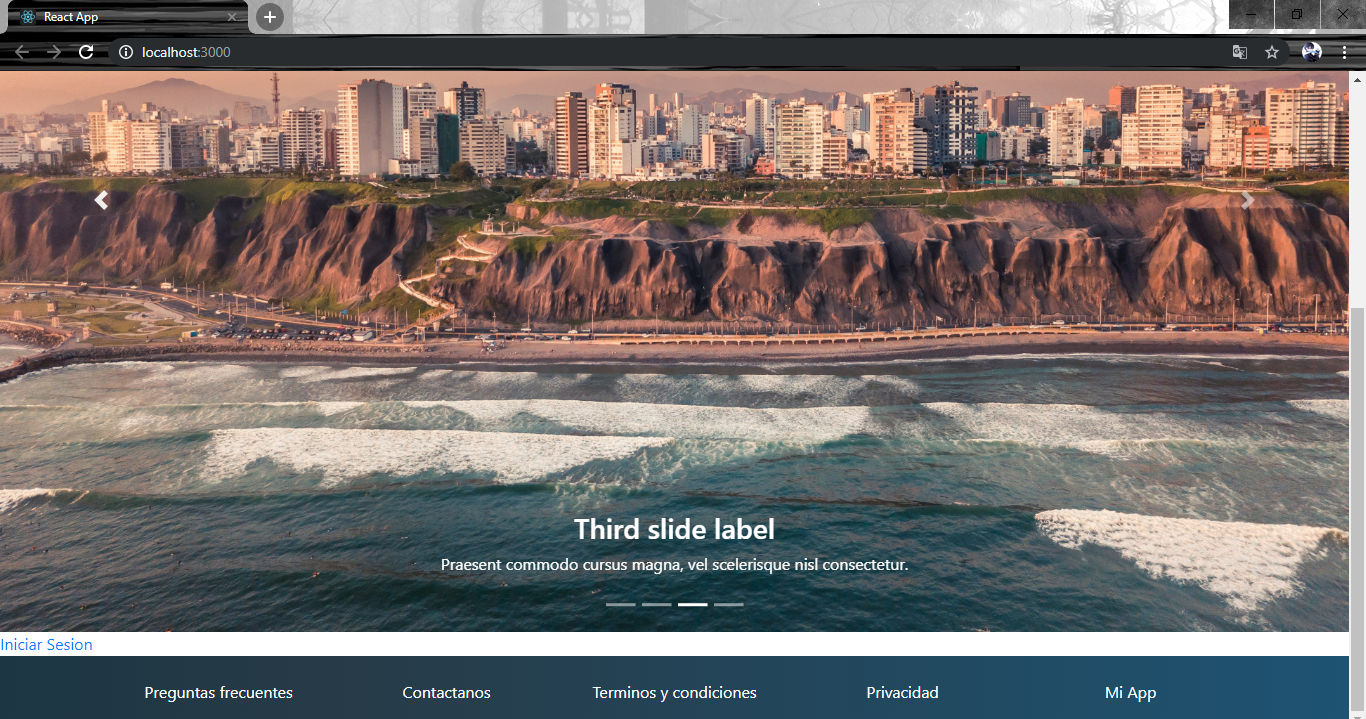 React App
localhost:3000
Third slide label
Praesent commodo cursus magna, vel scelerisque nisl consectetur.
Iniciar Sesion
Preguntas frecuentes Contactanos Terminos y condiciones Privacidad Mi App